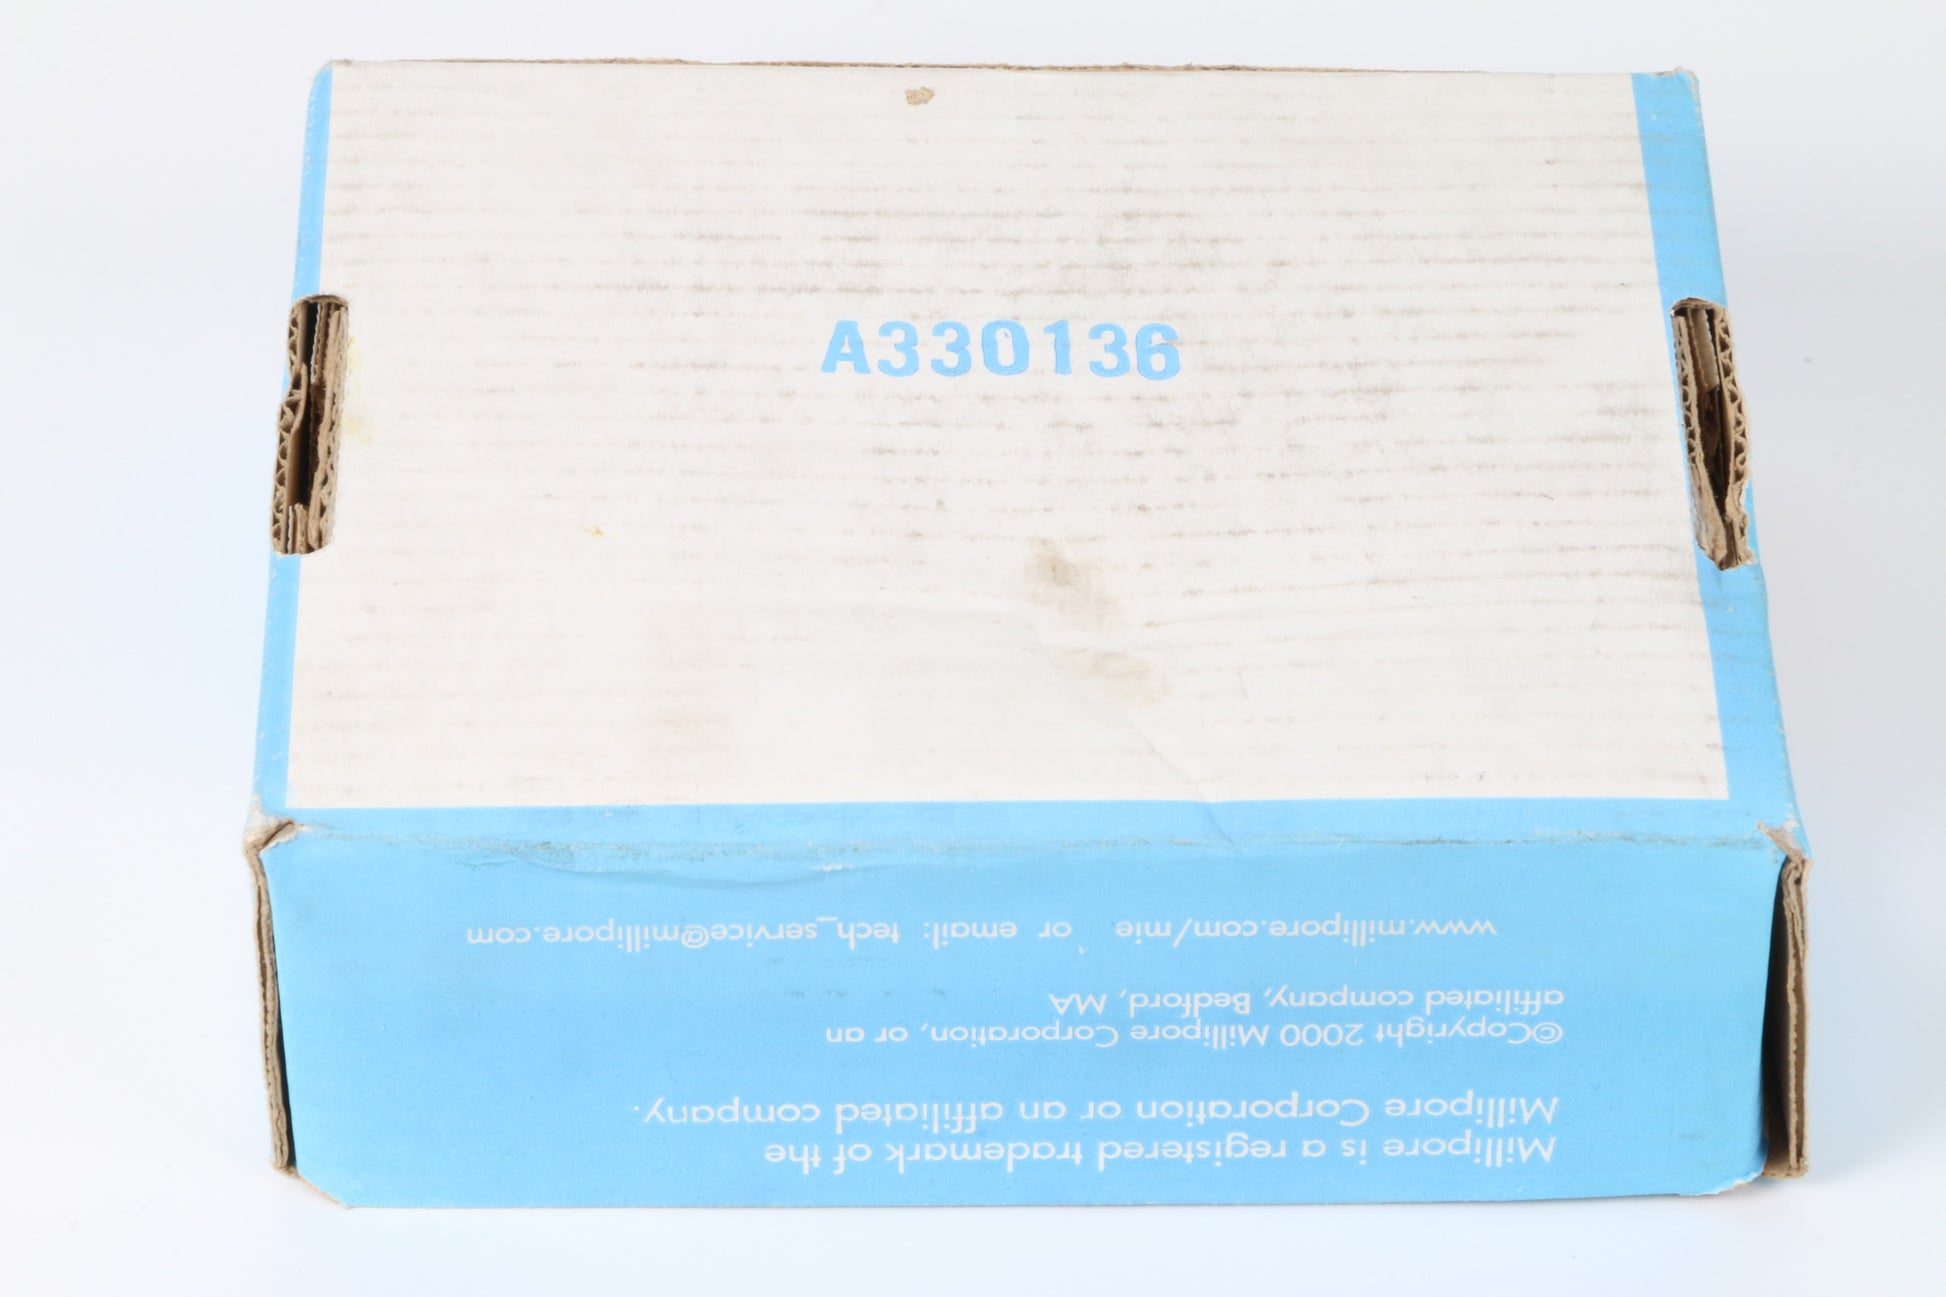 A330136
Millipore is a registered trademark of the
Millipore Corporation or an affiliated company.
©Copyright 2000 Millipore Corporation, or an
affiliated company, Bedford, MA
www.millipore.com/mie or email: tech_service@millipore.com